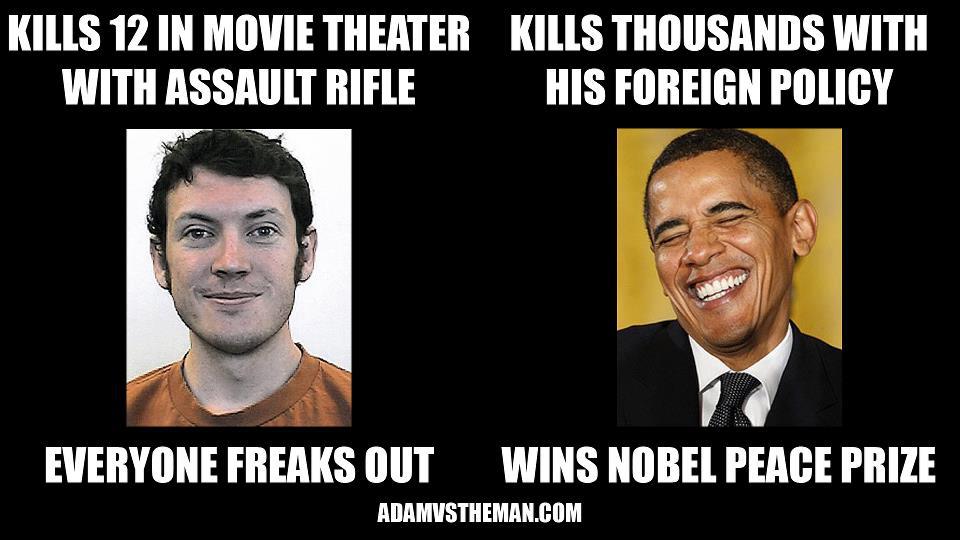 KILLS 12 IN MOVIE THEATER
WITH ASSAULT RIFLE
EVERYONE FREAKS OUT
KILLS THOUSANDS WITH
HIS FOREIGN POLICY
WINS NOBEL PEACE PRIZE
ADAMVSTHEMAN.COM